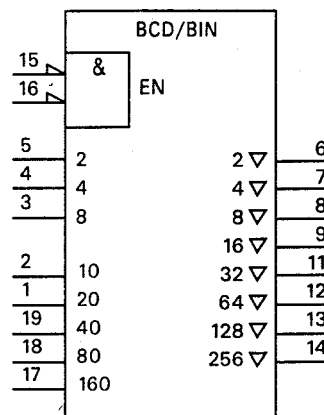 BCD/BIN
15 &
16 EN
5 2 2 ▽ 6
4 4 4 ▽ 7
3 8 8 ▽ 8
16 ▽ 9
2 10 32 ▽ 11
1 20 64 ▽ 12
19 40 128 ▽ 13
18 80 256 ▽ 14
17 160